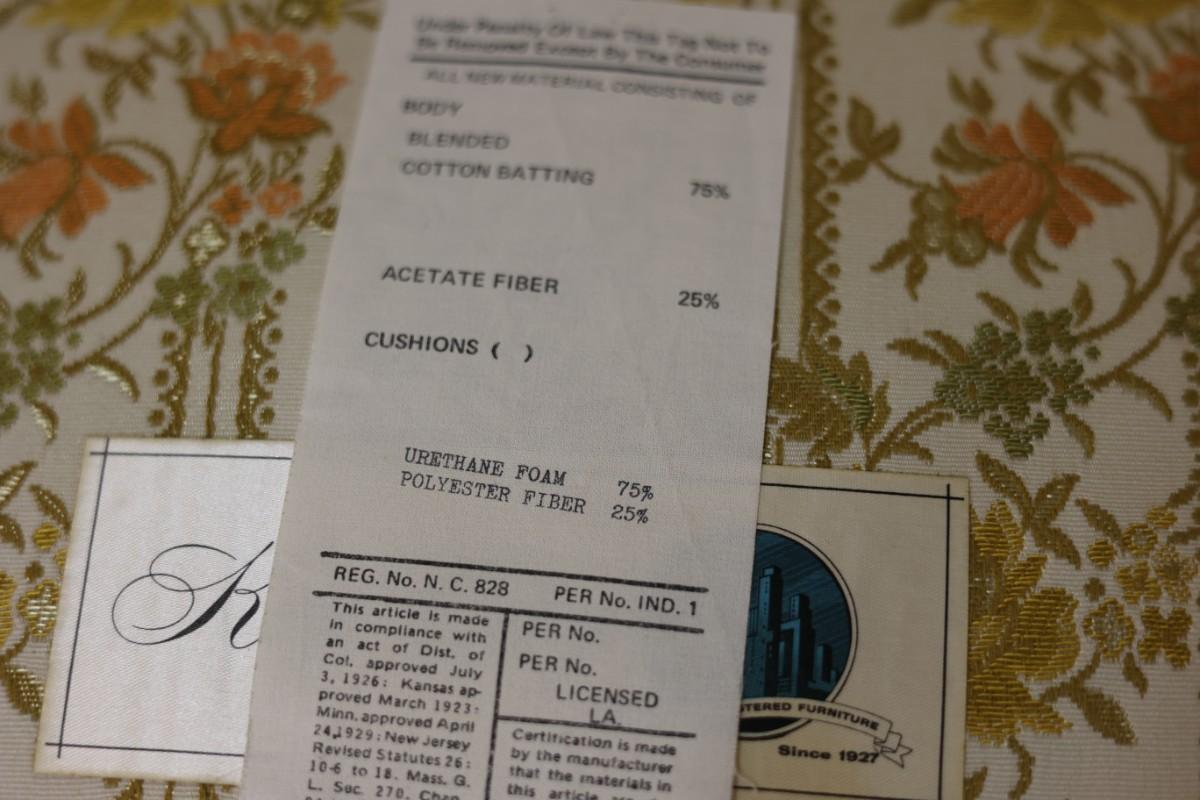 Under Penalty Of Law This Tag Not To
Be Removed Except By The Consumer
ALL NEW MATERIAL CONSISTING OF
BODY
BLENDED
COTTON BATTING 75%
ACETATE FIBER 25%
CUSHIONS ( )
URETHANE FOAM 75%
POLYESTER FIBER 25%
REG. No. N. C. 828 PER No. IND. 1
This article is made
in compliance with
an act of Dist. of
Col. approved July
3, 1926: Kansas ap-
proved March 1923:
Minn. approved April
24,1929: New Jersey
Revised Statutes 26:
10-6 to 18. Mass. G.
L. Sec. 270, Chap.
PER No.
PER No.
LICENSED
LA.
Certification is made
by the manufacturer
that the materials in
this article are
K
STERED FURNITURE
Since 1927